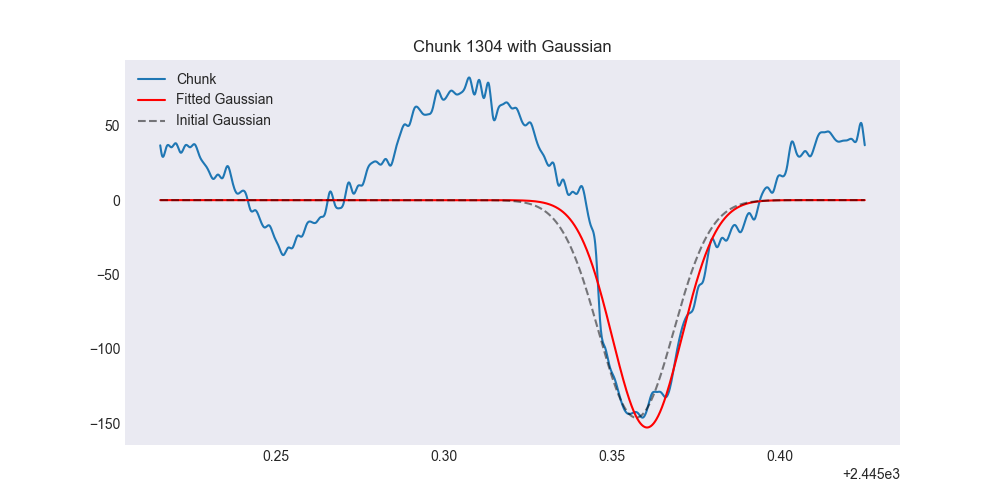 Chunk 1304 with Gaussian
Chunk
Fitted Gaussian
Initial Gaussian
50
0
−50
−100
−150
0.25 0.30 0.35 0.40
+2.445e3